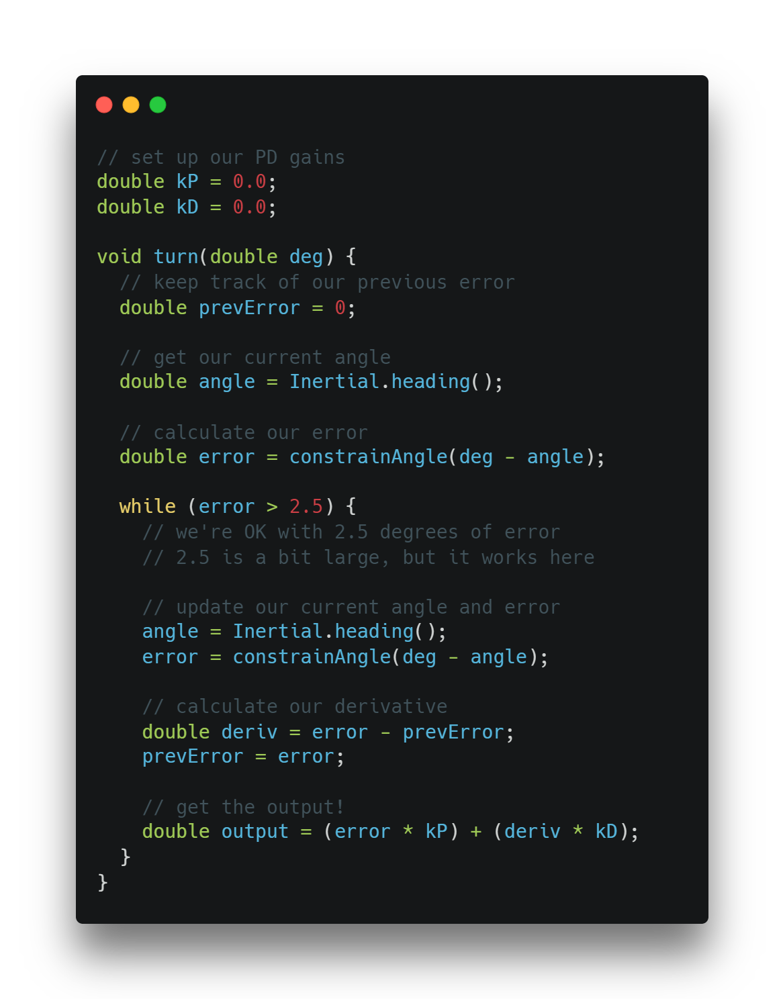 // set up our PD gains
double kP = 0.0;
double kD = 0.0;

void turn(double deg) {
  // keep track of our previous error
  double prevError = 0;

  // get our current angle
  double angle = Inertial.heading();

  // calculate our error
  double error = constrainAngle(deg - angle);

  while (error > 2.5) {
    // we're OK with 2.5 degrees of error
    // 2.5 is a bit large, but it works here

    // update our current angle and error
    angle = Inertial.heading();
    error = constrainAngle(deg - angle);

    // calculate our derivative
    double deriv = error - prevError;
    prevError = error;

    // get the output!
    double output = (error * kP) + (deriv * kD);
  }
}